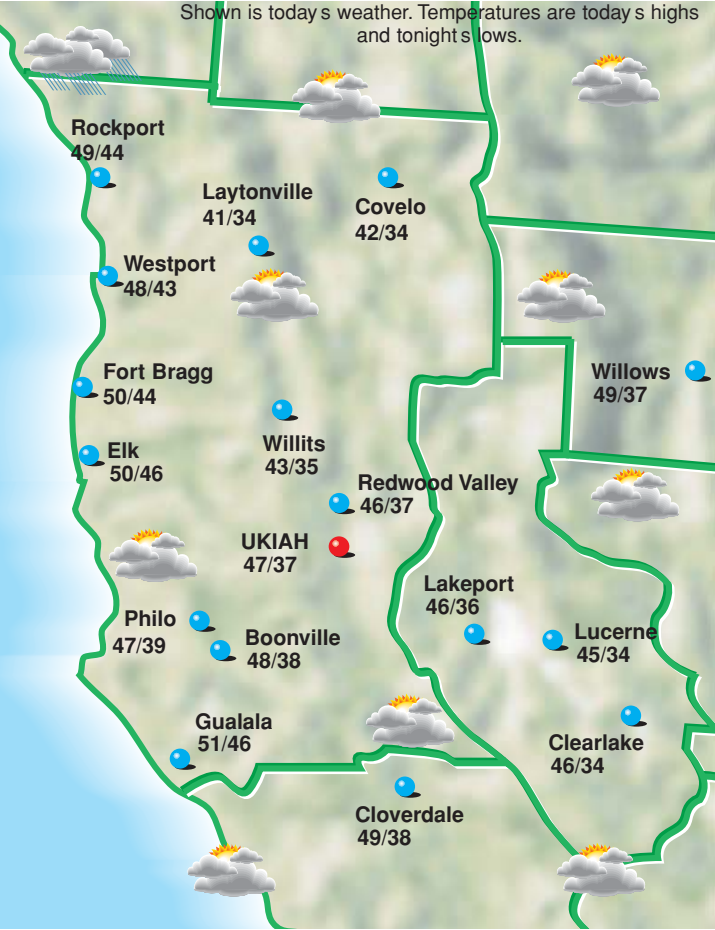 Shown is today s weather. Temperatures are today s highs
and tonight s lows.
Rockport
49/44
Laytonville
41/34
Covelo
42/34
Westport
48/43
Fort Bragg
50/44
Willows
49/37
Willits
43/35
Elk
50/46
Redwood Valley
46/37
UKIAH
47/37
Lakeport
46/36
Philo
47/39
Boonville
48/38
Lucerne
45/34
Gualala
51/46
Clearlake
46/34
Cloverdale
49/38